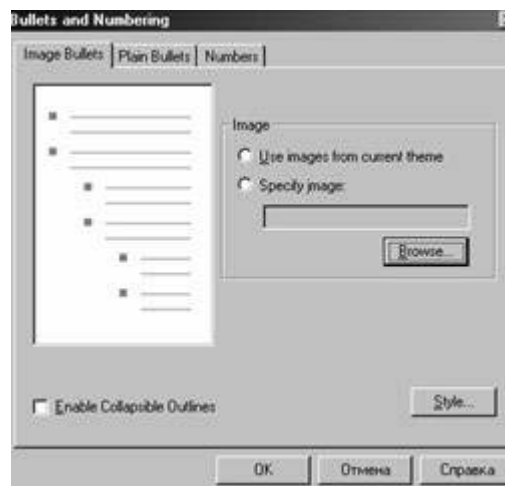 Bullets and Numbering
Image Bullets Plain Bullets Numbers
Image
Use images from current theme
Specify image:
Browse...
Enable Collapsible Outlines
Style...
OK Отмена Справка